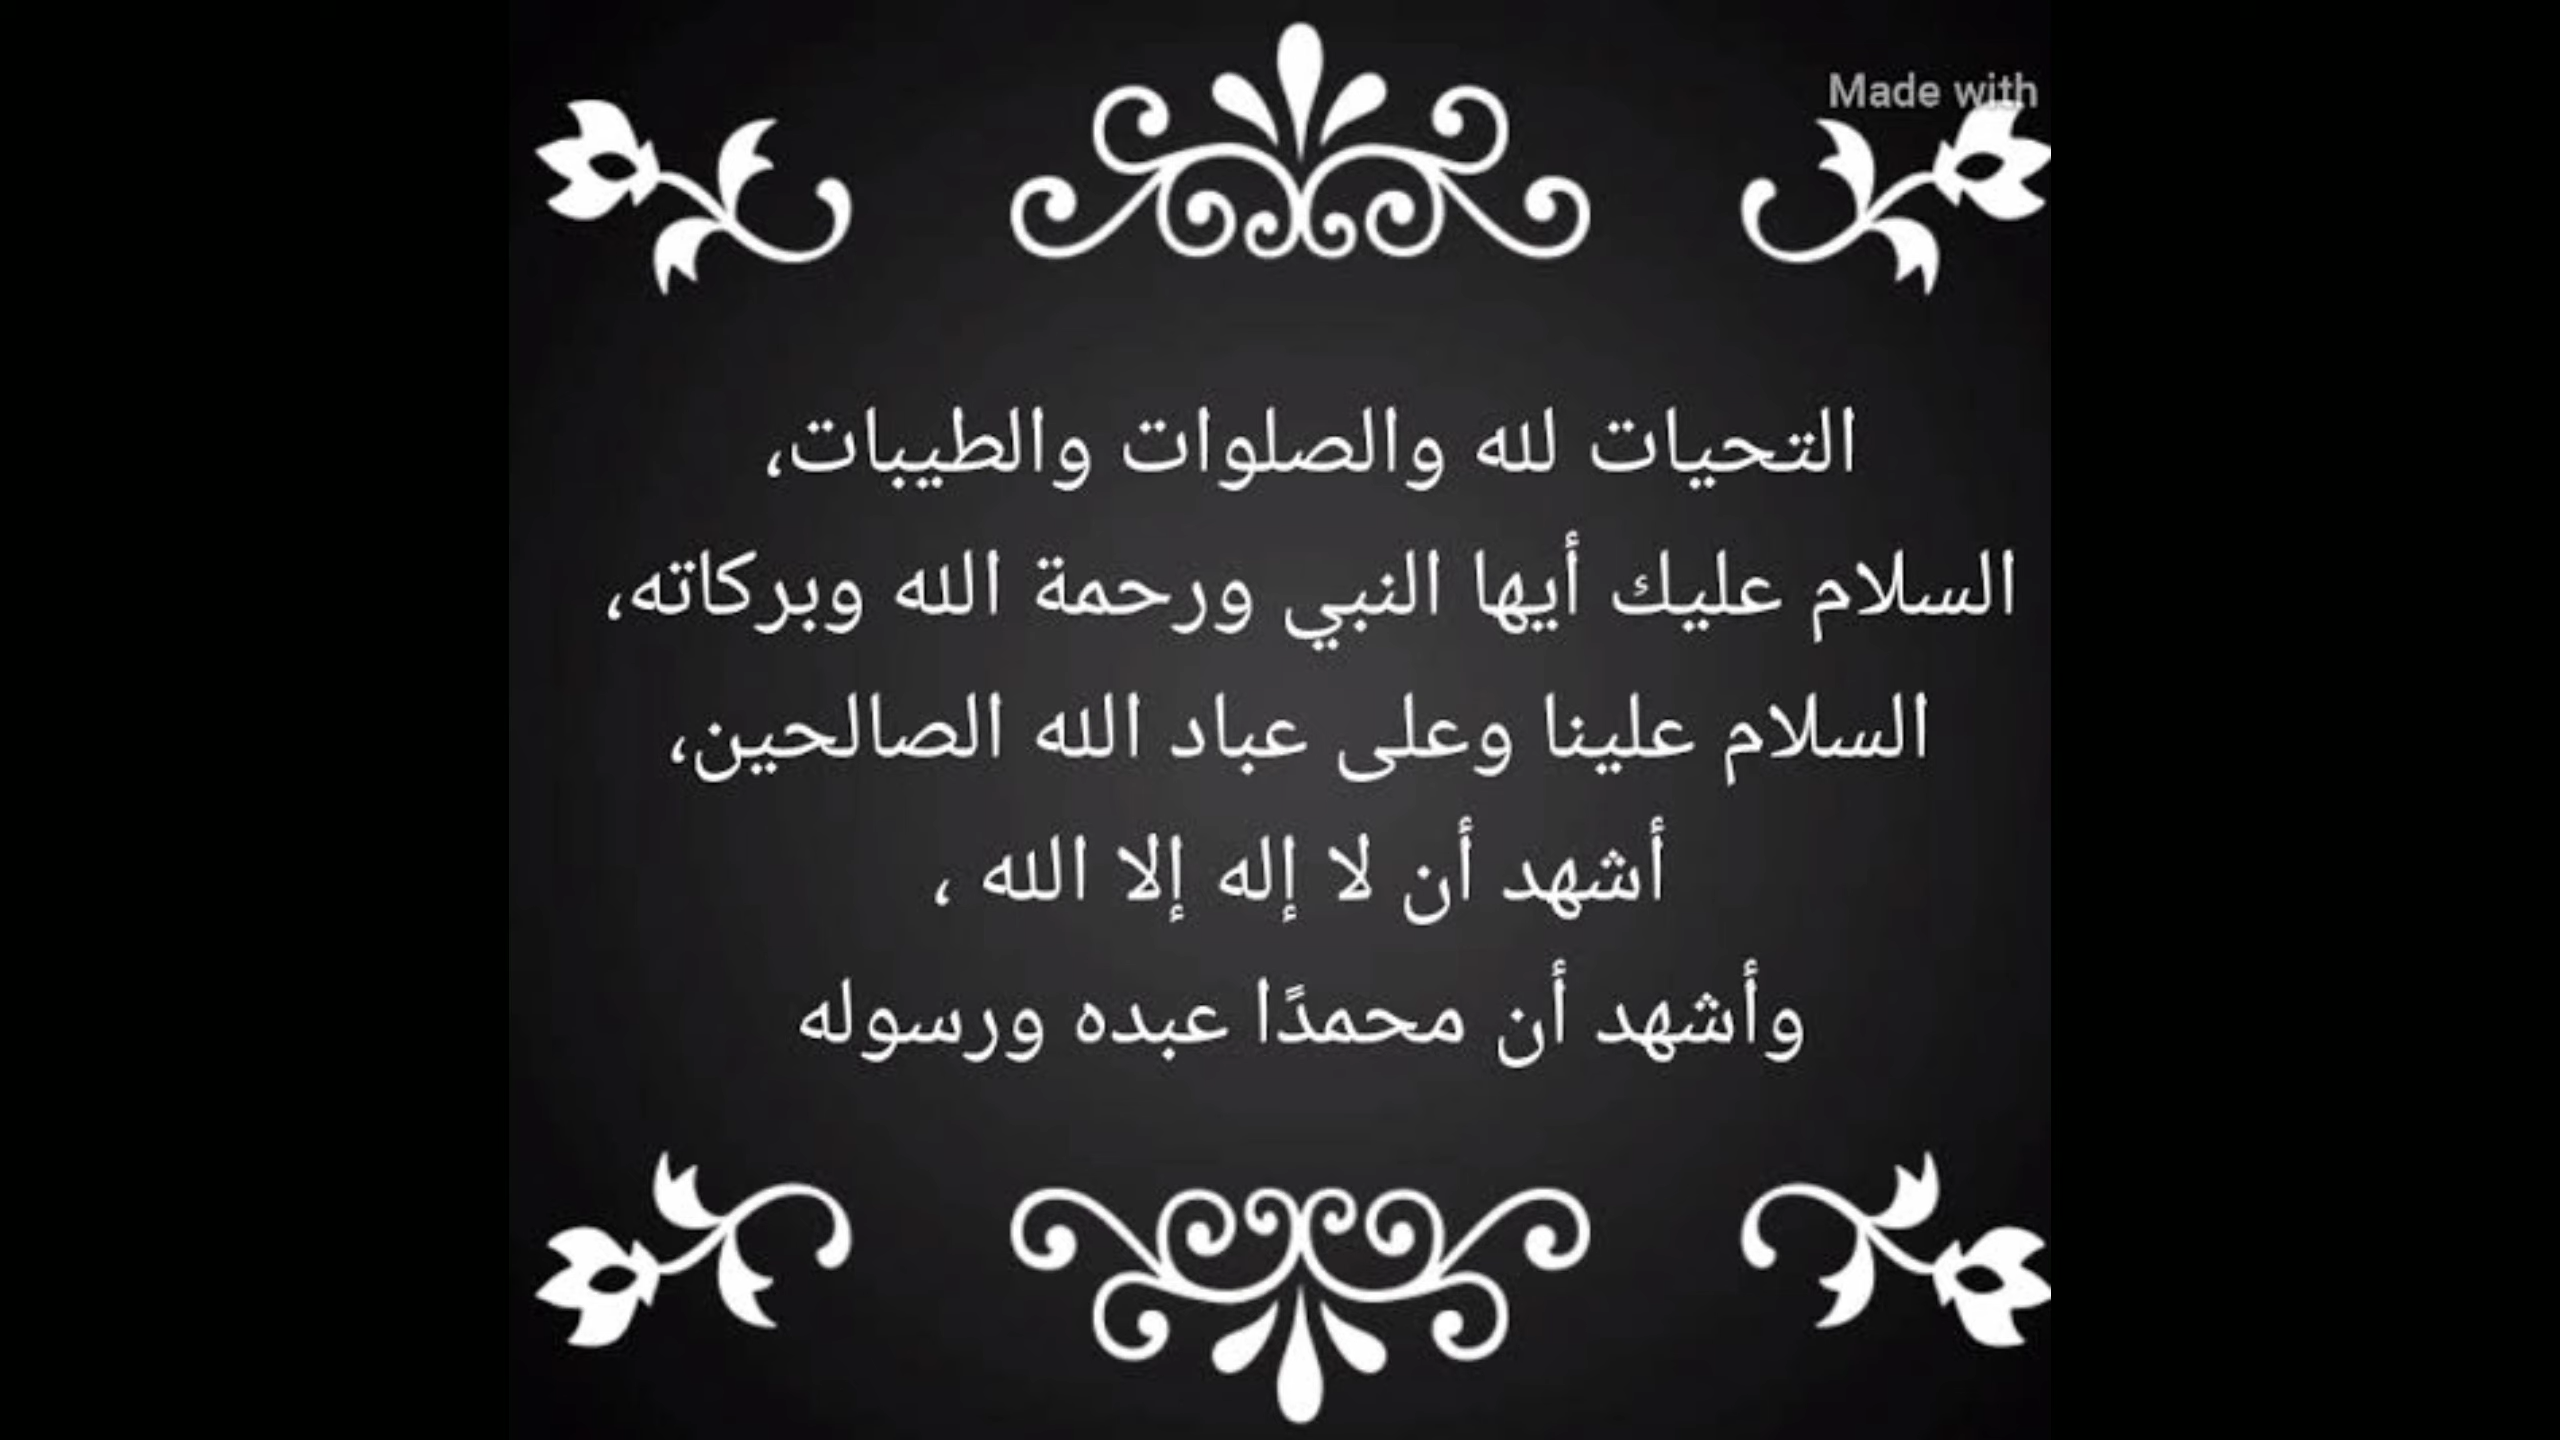 Made with
التحيات لله والصلوات والطيبات،
السلام عليك أيها النبي ورحمة الله وبركاته،
السلام علينا وعلى عباد الله الصالحين،
أشهد أن لا إله إلا الله ،
وأشهد أن محمدًا عبده ورسوله